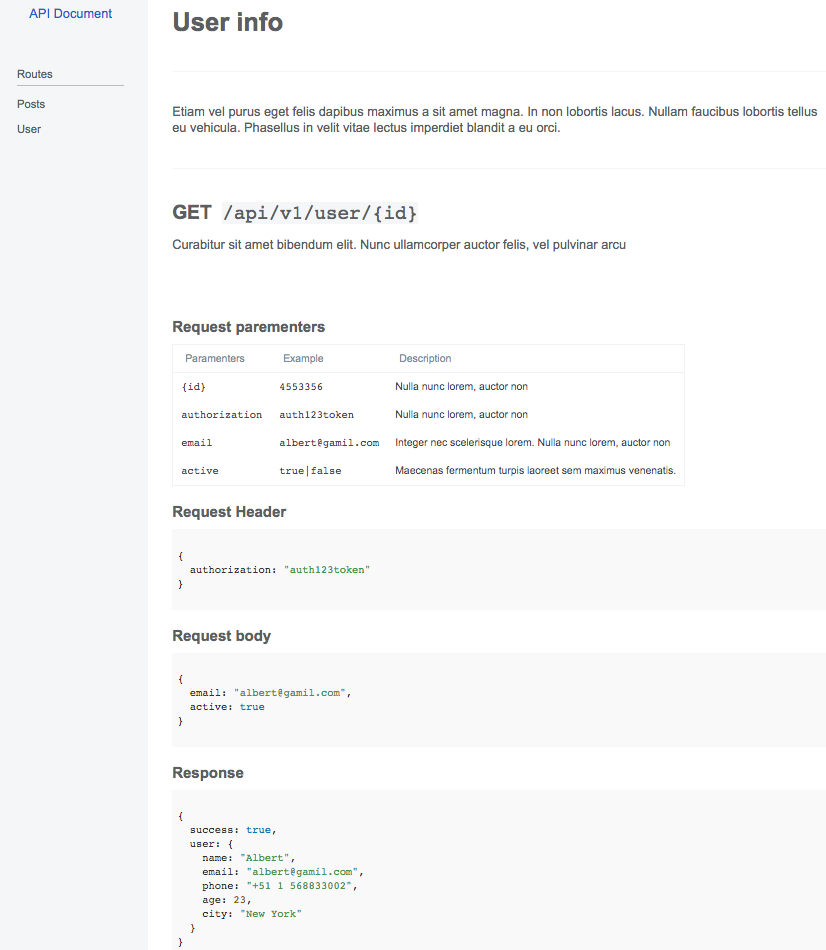 API Document
Routes
Posts
User
User info
Etiam vel purus eget felis dapibus maximus a sit amet magna. In non lobortis lacus. Nullam faucibus lobortis tellus
eu vehicula. Phasellus in velit vitae lectus imperdiet blandit a eu orci.
GET /api/v1/user/{id}
Curabitur sit amet bibendum elit. Nunc ullamcorper auctor felis, vel pulvinar arcu
Request parementers
Paramenters Example Description
{id} 4553356 Nulla nunc lorem, auctor non
authorization auth123token Nulla nunc lorem, auctor non
email albert@gamil.com Integer nec scelerisque lorem. Nulla nunc lorem, auctor non
active true|false Maecenas fermentum turpis laoreet sem maximus venenatis.
Request Header
{
  authorization: "auth123token"
}
Request body
{
  email: "albert@gamil.com",
  active: true
}
Response
{
  success: true,
  user: {
    name: "Albert",
    email: "albert@gamil.com",
    phone: "+51 1 568833002",
    age: 23,
    city: "New York"
  }
}